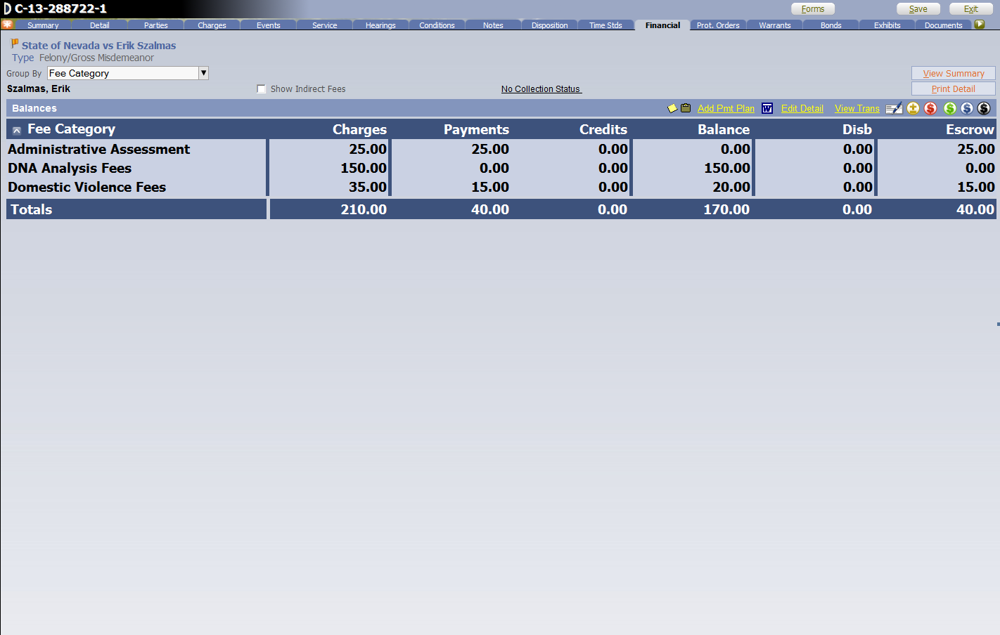 C-13-288722-1 Forms Save Exit
Summary Detail Parties Charges Events Service Hearings Conditions Notes Disposition Time Stds Financial Prot. Orders Warrants Bonds Exhibits Documents
State of Nevada vs Erik Szalmas
Type Felony/Gross Misdemeanor
Group By Fee Category View Summary
Szalmas, Erik Show Indirect Fees No Collection Status Print Detail
Balances Add Pmt Plan W Edit Detail View Trans
Fee Category Charges Payments Credits Balance Disb Escrow
Administrative Assessment 25.00 25.00 0.00 0.00 0.00 25.00
DNA Analysis Fees 150.00 0.00 0.00 150.00 0.00 0.00
Domestic Violence Fees 35.00 15.00 0.00 20.00 0.00 15.00
Totals 210.00 40.00 0.00 170.00 0.00 40.00